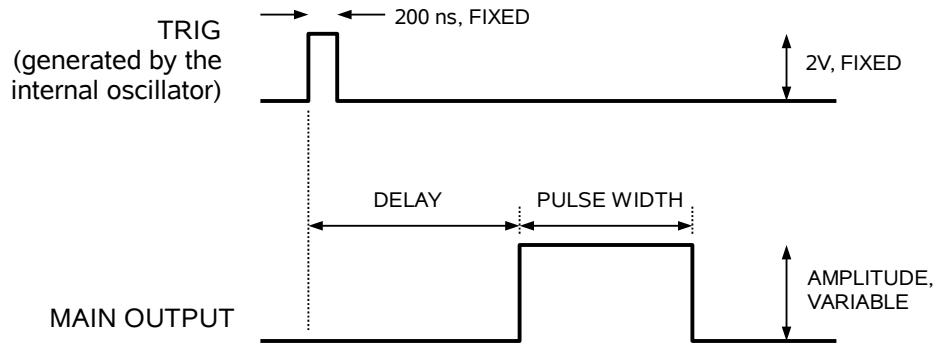 200 ns, FIXED
TRIG
(generated by the
internal oscillator)
2V, FIXED
DELAY
PULSE WIDTH
AMPLITUDE,
VARIABLE
MAIN OUTPUT